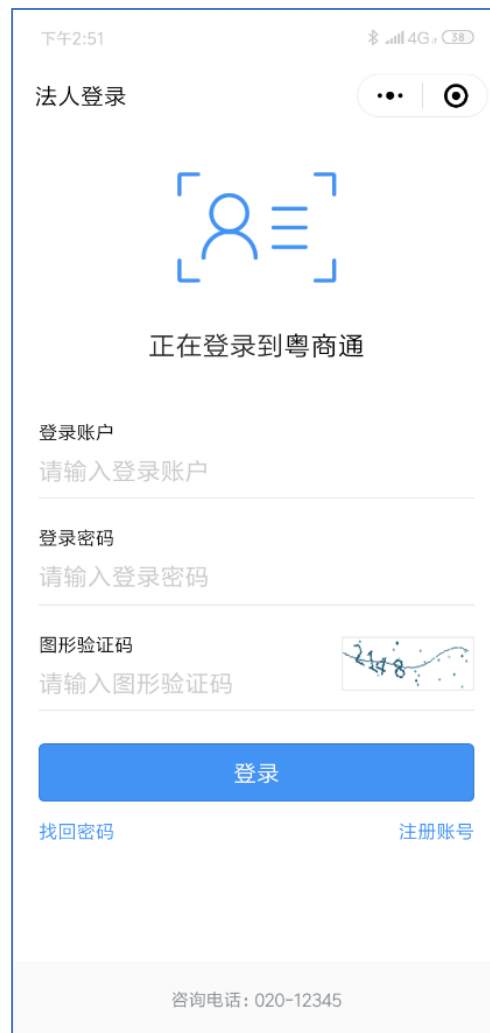 下午2:51
4G 38
法人登录
正在登录到粤商通
登录账户
请输入登录账户
登录密码
请输入登录密码
图形验证码
请输入图形验证码
2148
登录
找回密码
注册账号
咨询电话：020-12345